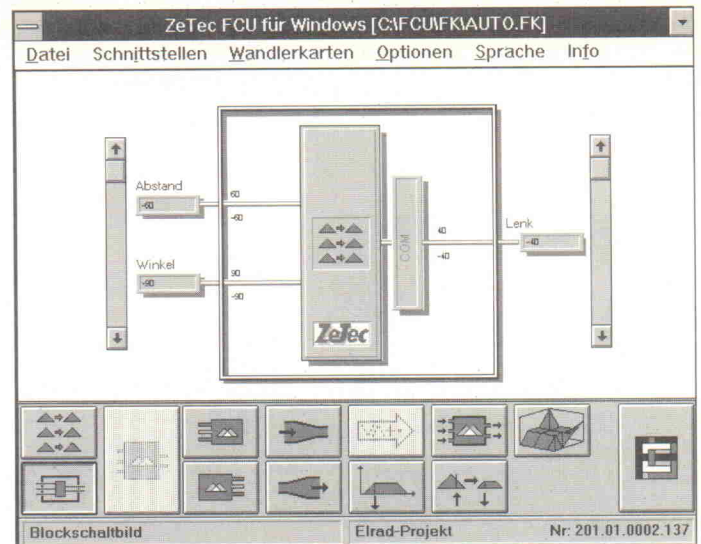 ZeTec FCU für Windows [C:\FCU\FK\AUTO.FK]
Datei Schnittstellen Wandlerkarten Optionen Sprache Info
Abstand
-60
60
-60
Winkel
-90
90
-90
COM
40
-40
Lenk
-40
ZeTec
Blockschaltbild Elrad-Projekt Nr: 201.01.0002.137